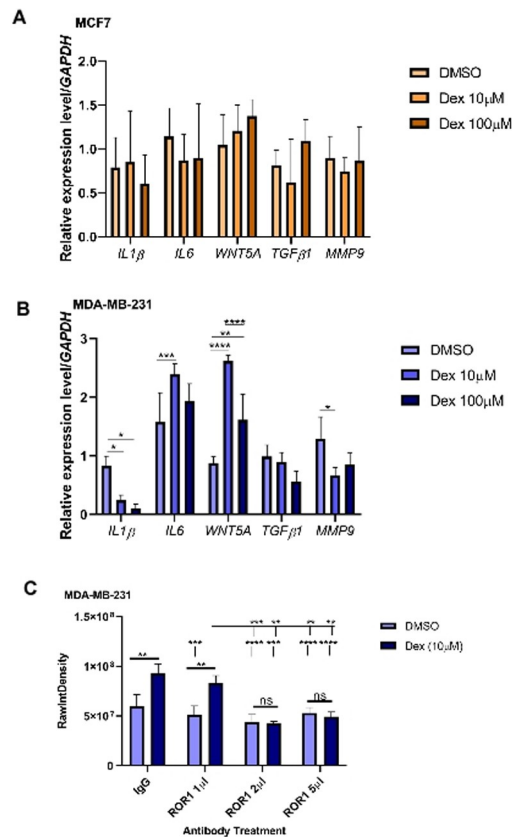 A
MCF7
Relative expression level/GAPDH
2.0
1.5
1.0
0.5
0.0
IL1β IL6 WNT5A TGFβ1 MMP9
DMSO
Dex 10μM
Dex 100μM
B
MDA-MB-231
Relative expression level/GAPDH
3
2
1
0
* * *** **** ** **** *
IL1β IL6 WNT5A TGFβ1 MMP9
DMSO
Dex 10μM
Dex 100μM
C
MDA-MB-231
RawIntDensity
1.5×10⁸
1×10⁸
5×10⁷
0
*** ** ** **
** *** **** *** **** ****
** ns ns
IgG ROR1 1μl ROR1 2μl ROR1 5μl
Antibody Treatment
DMSO
Dex (10μM)